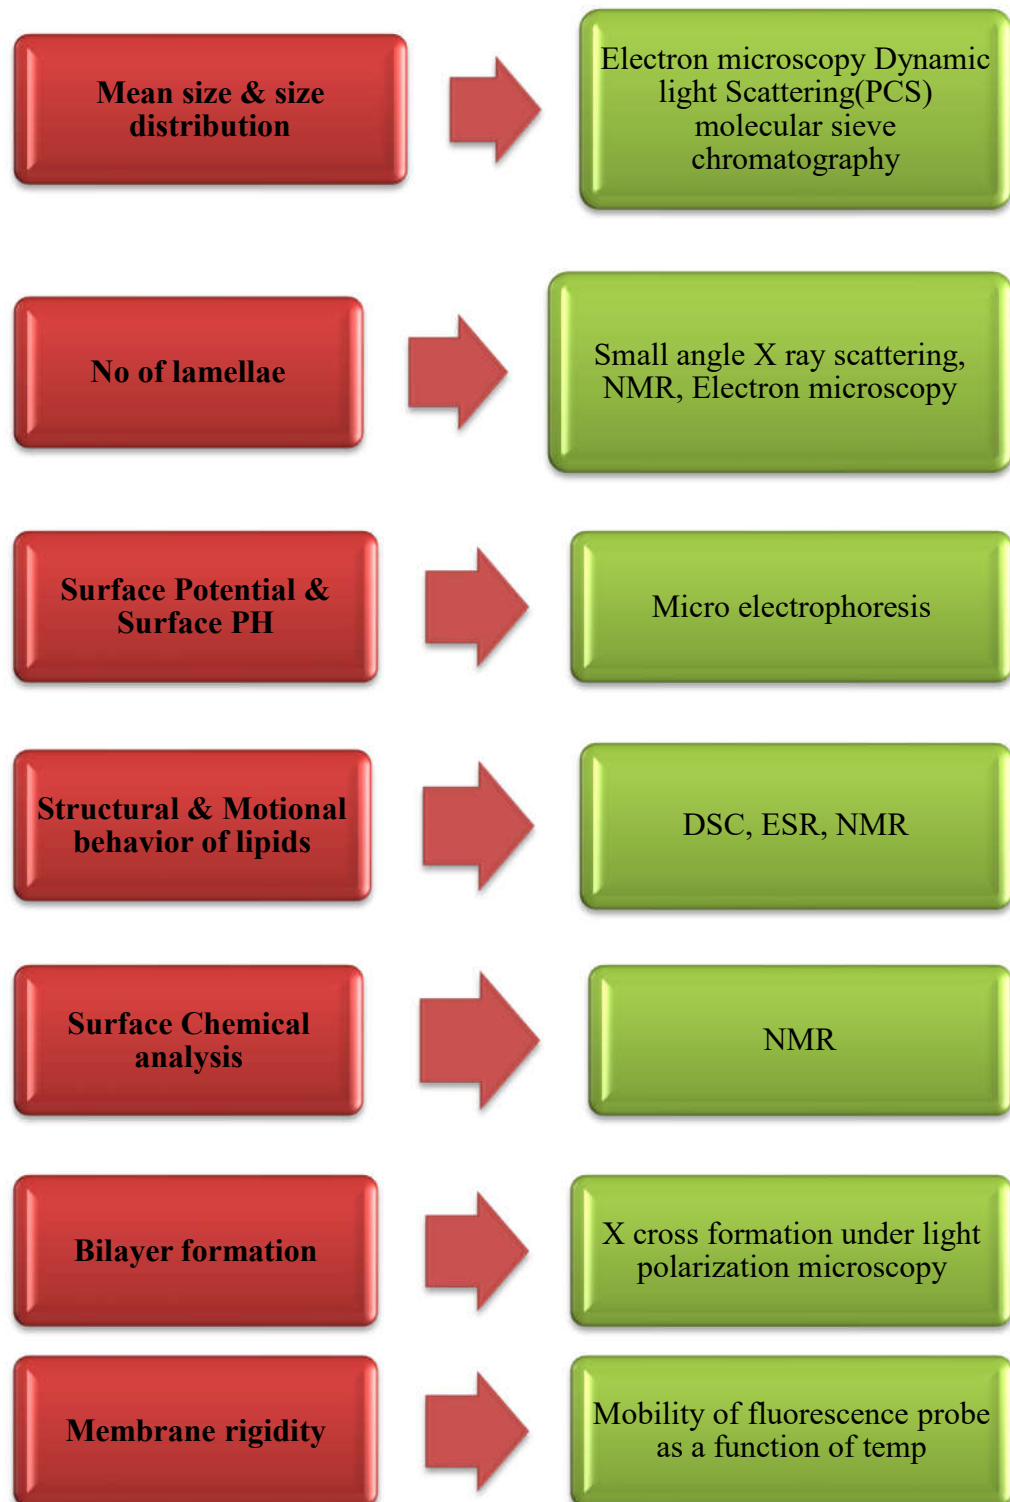 Mean size & size
distribution
Electron microscopy Dynamic
light Scattering(PCS)
molecular sieve
chromatography
No of lamellae
Small angle X ray scattering,
NMR, Electron microscopy
Surface Potential &
Surface PH
Micro electrophoresis
Structural & Motional
behavior of lipids
DSC, ESR, NMR
Surface Chemical
analysis
NMR
Bilayer formation
X cross formation under light
polarization microscopy
Membrane rigidity
Mobility of fluorescence probe
as a function of temp